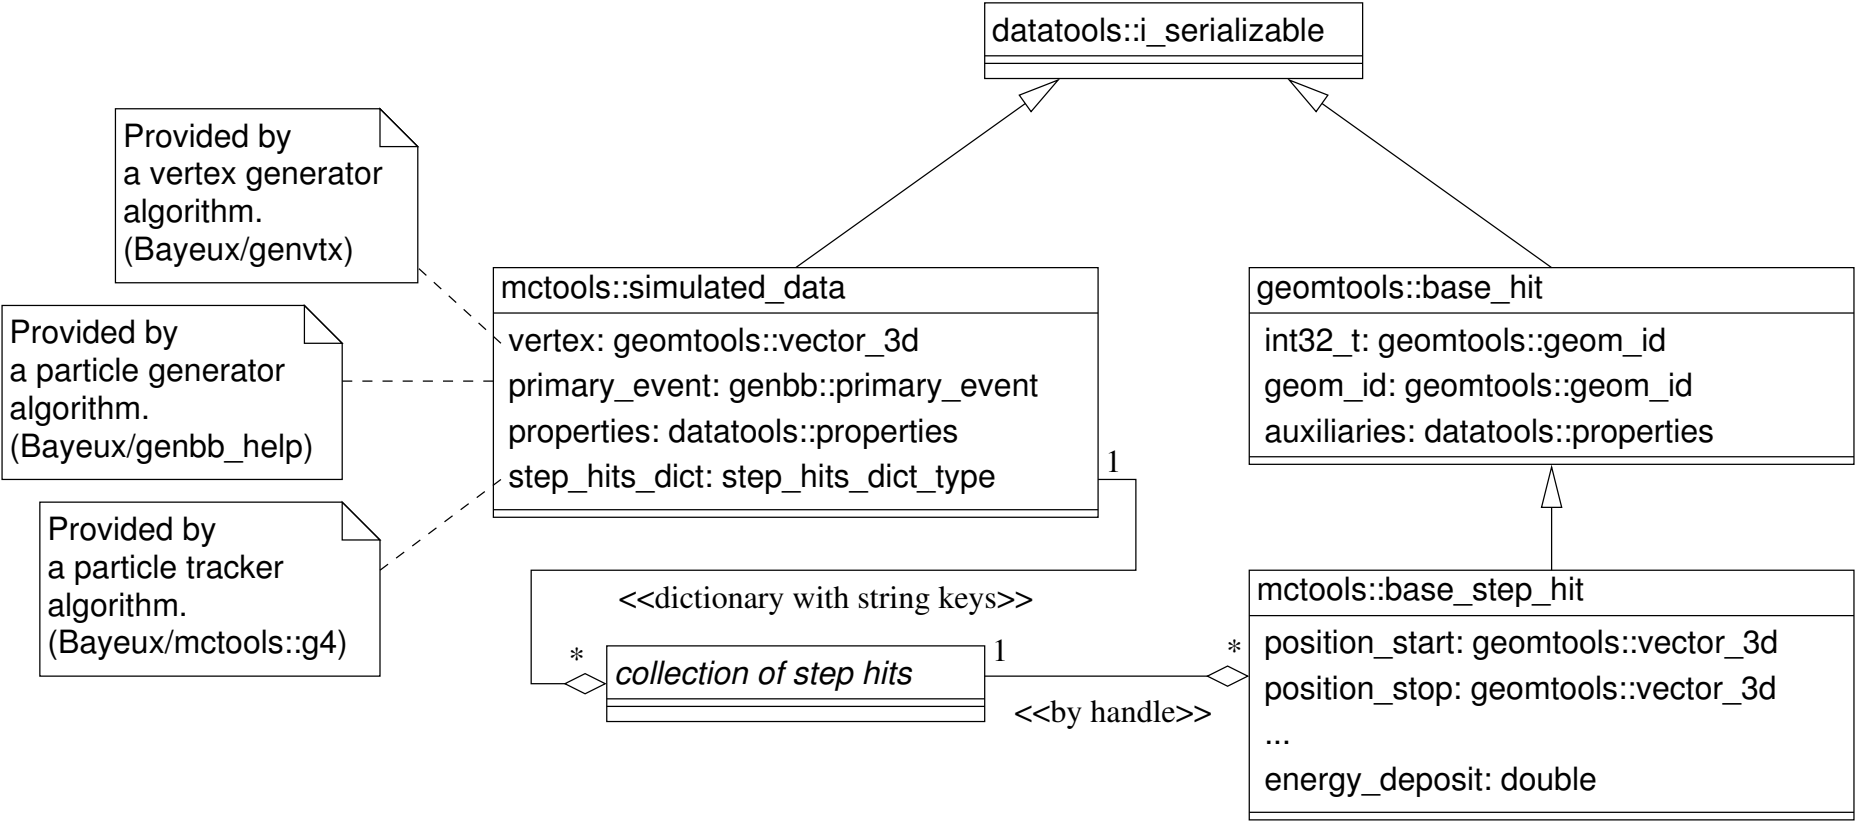 datatools::i_serializable
Provided by
a vertex generator
algorithm.
(Bayeux/genvtx)
Provided by
a particle generator
algorithm.
(Bayeux/genbb_help)
Provided by
a particle tracker
algorithm.
(Bayeux/mctools::g4)
mctools::simulated_data
vertex: geomtools::vector_3d
primary_event: genbb::primary_event
properties: datatools::properties
step_hits_dict: step_hits_dict_type
1
<<dictionary with string keys>>
*
collection of step hits
1
*
<<by handle>>
geomtools::base_hit
int32_t: geomtools::geom_id
geom_id: geomtools::geom_id
auxiliaries: datatools::properties
mctools::base_step_hit
position_start: geomtools::vector_3d
position_stop: geomtools::vector_3d
...
energy_deposit: double